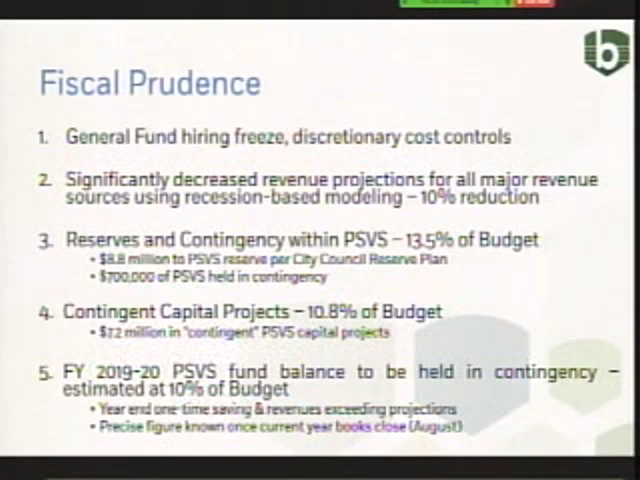 b
Fiscal Prudence
1. General Fund hiring freeze, discretionary cost controls
2. Significantly decreased revenue projections for all major revenue
sources using recession-based modeling – 10% reduction
3. Reserves and Contingency within PSVS – 13.5% of Budget
• $8.8 million to PSVS reserve per City Council Reserve Plan
• $700,000 of PSVS held in contingency
4. Contingent Capital Projects – 10.8% of Budget
• $7.2 million in "contingent" PSVS capital projects
5. FY 2019-20 PSVS fund balance to be held in contingency –
estimated at 10% of Budget
• Year end one-time saving & revenues exceeding projections
• Precise figure known once current year books close (August)